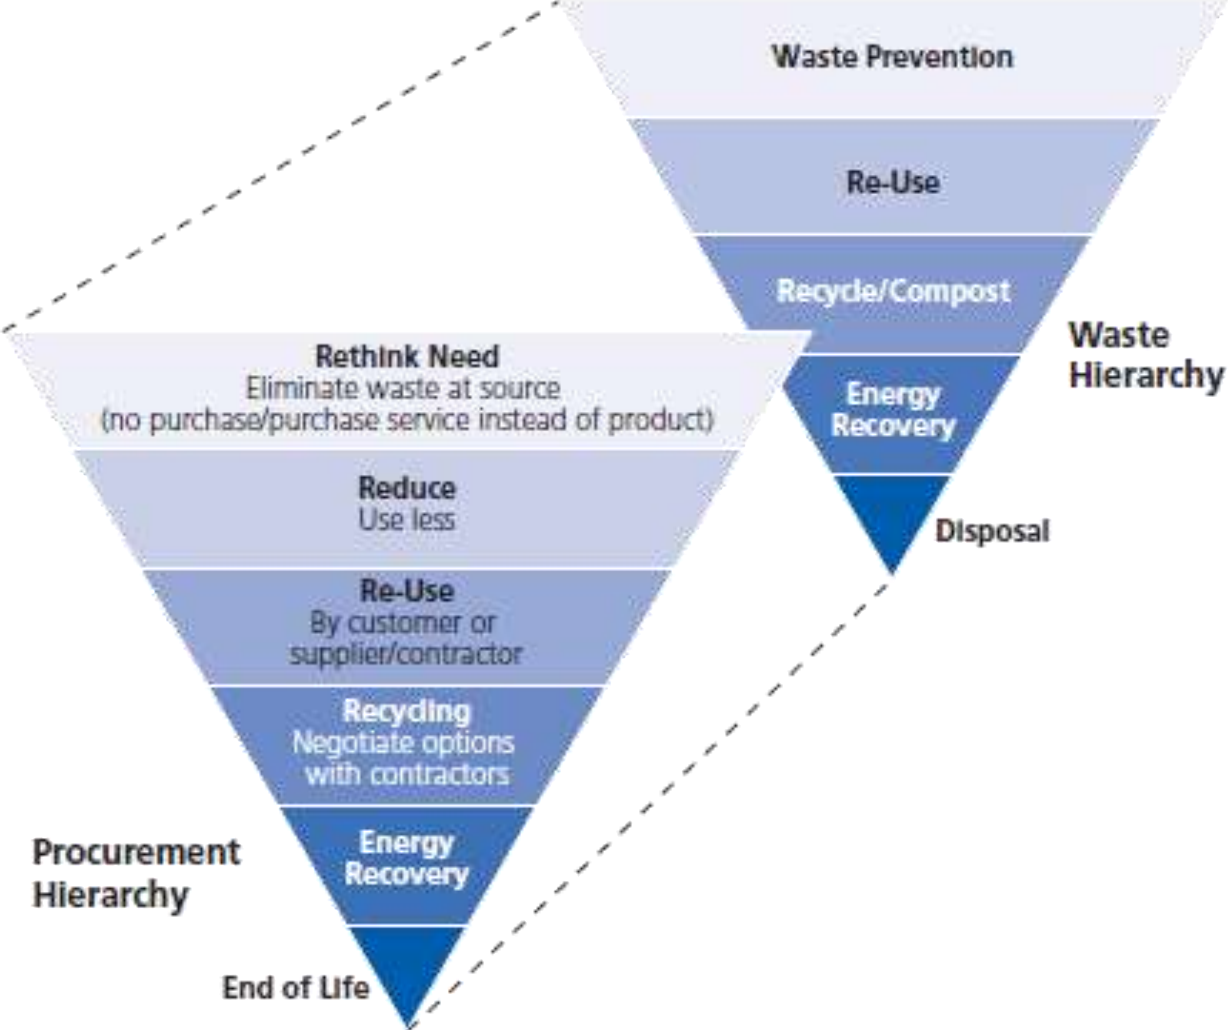 Waste Prevention
Re-Use
Recycle/Compost
Energy
Recovery
Disposal
Waste
Hierarchy
Rethink Need
Eliminate waste at source
(no purchase/purchase service instead of product)
Reduce
Use less
Re-Use
By customer or
supplier/contractor
Recycling
Negotiate options
with contractors
Energy
Recovery
End of Life
Procurement
Hierarchy